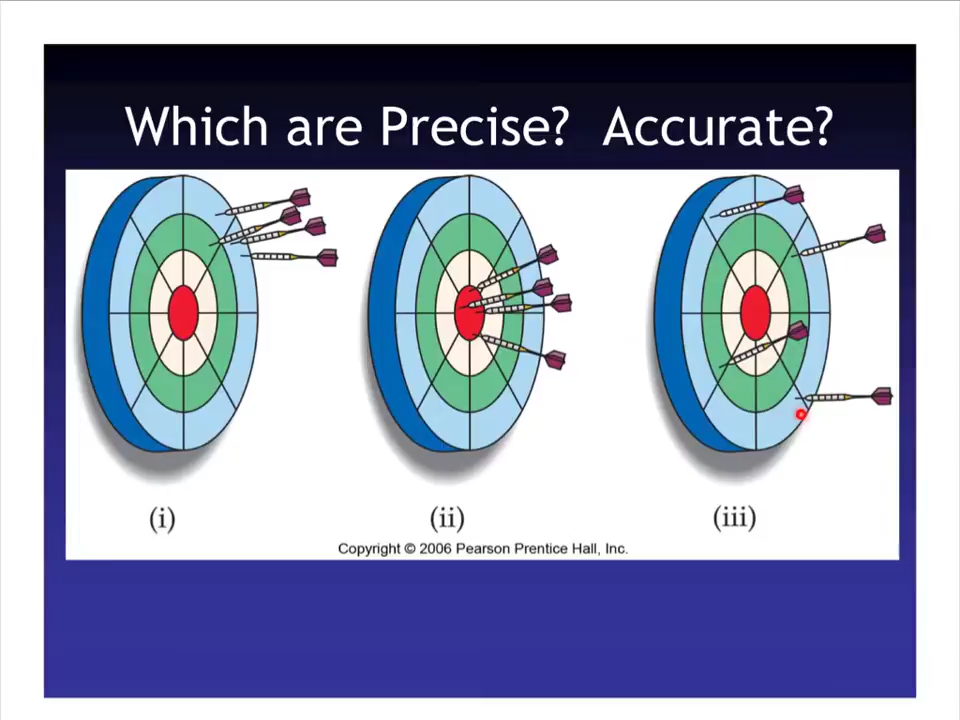 Which are Precise? Accurate?
(i) (ii) (iii)
Copyright © 2006 Pearson Prentice Hall, Inc.